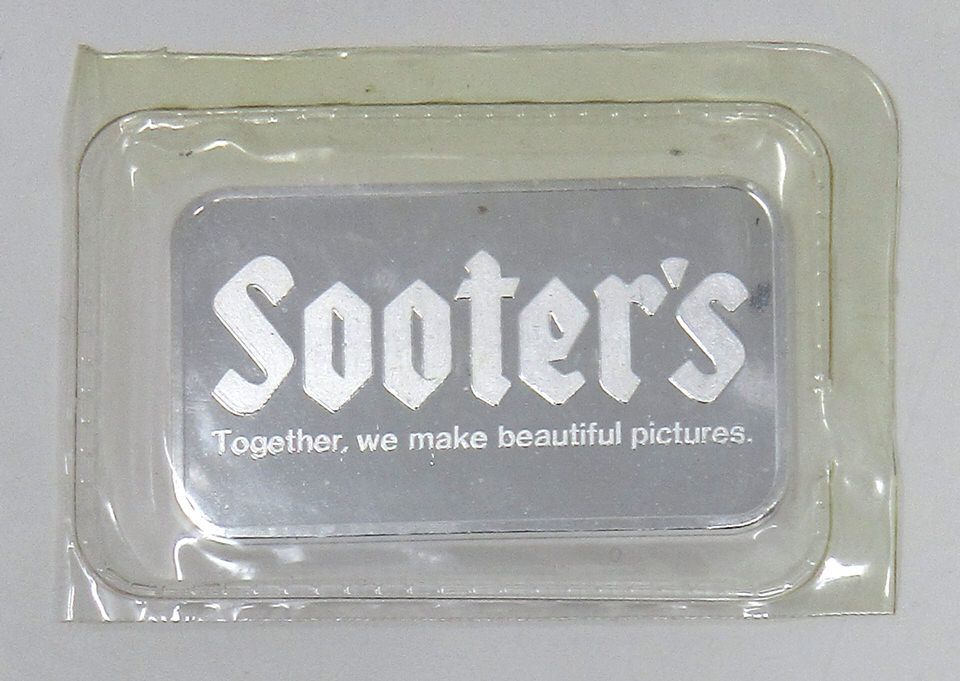 Sooter's
Together, we make beautiful pictures.